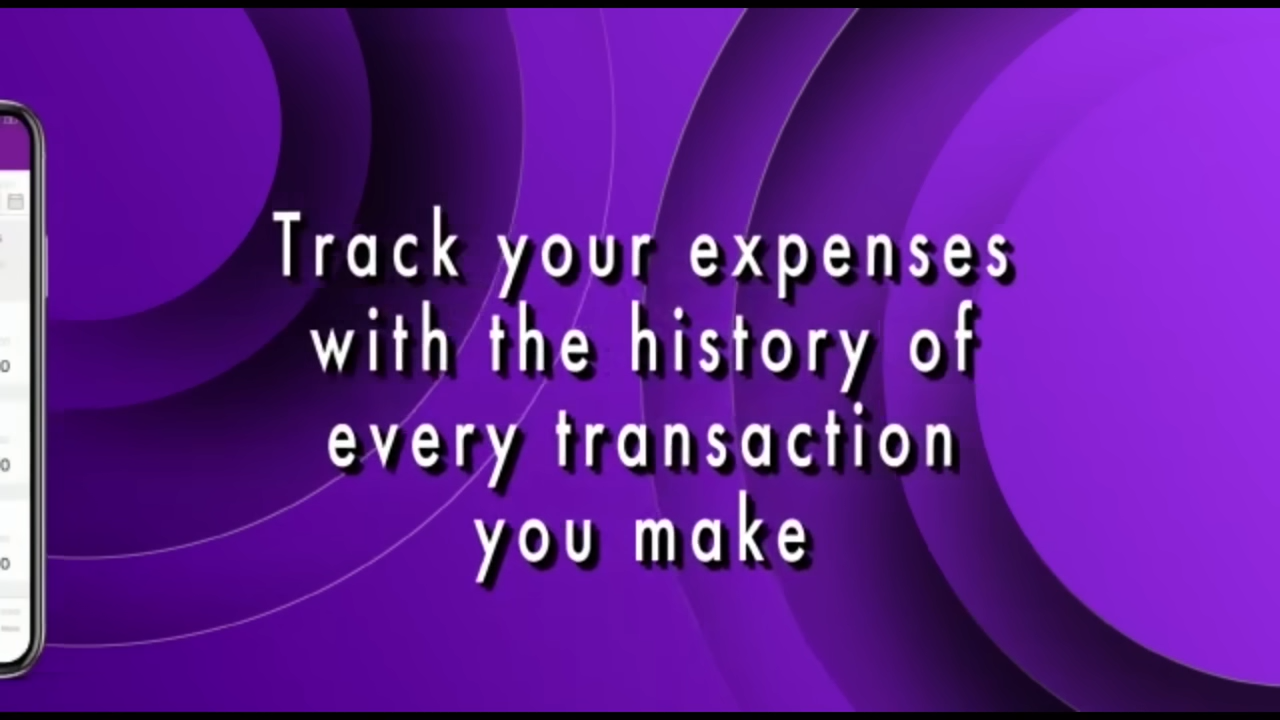 Track your expenses
with the history of
every transaction
you make